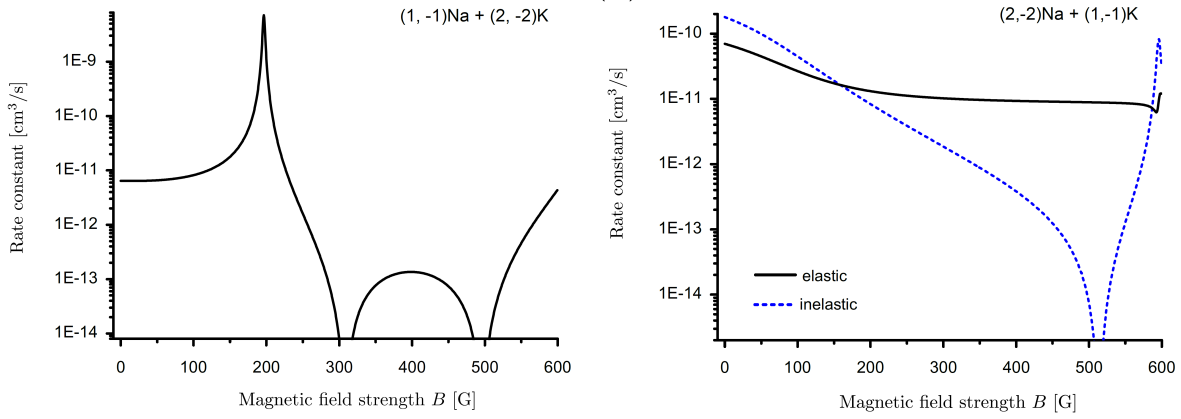 (1, -1)Na + (2, -2)K
1E-9
1E-10
1E-11
1E-12
1E-13
1E-14
Rate constant [cm³/s]
0 100 200 300 400 500 600
Magnetic field strength B [G]
(2,-2)Na + (1,-1)K
1E-10
1E-11
1E-12
1E-13
1E-14
Rate constant [cm³/s]
elastic
inelastic
0 100 200 300 400 500 600
Magnetic field strength B [G]